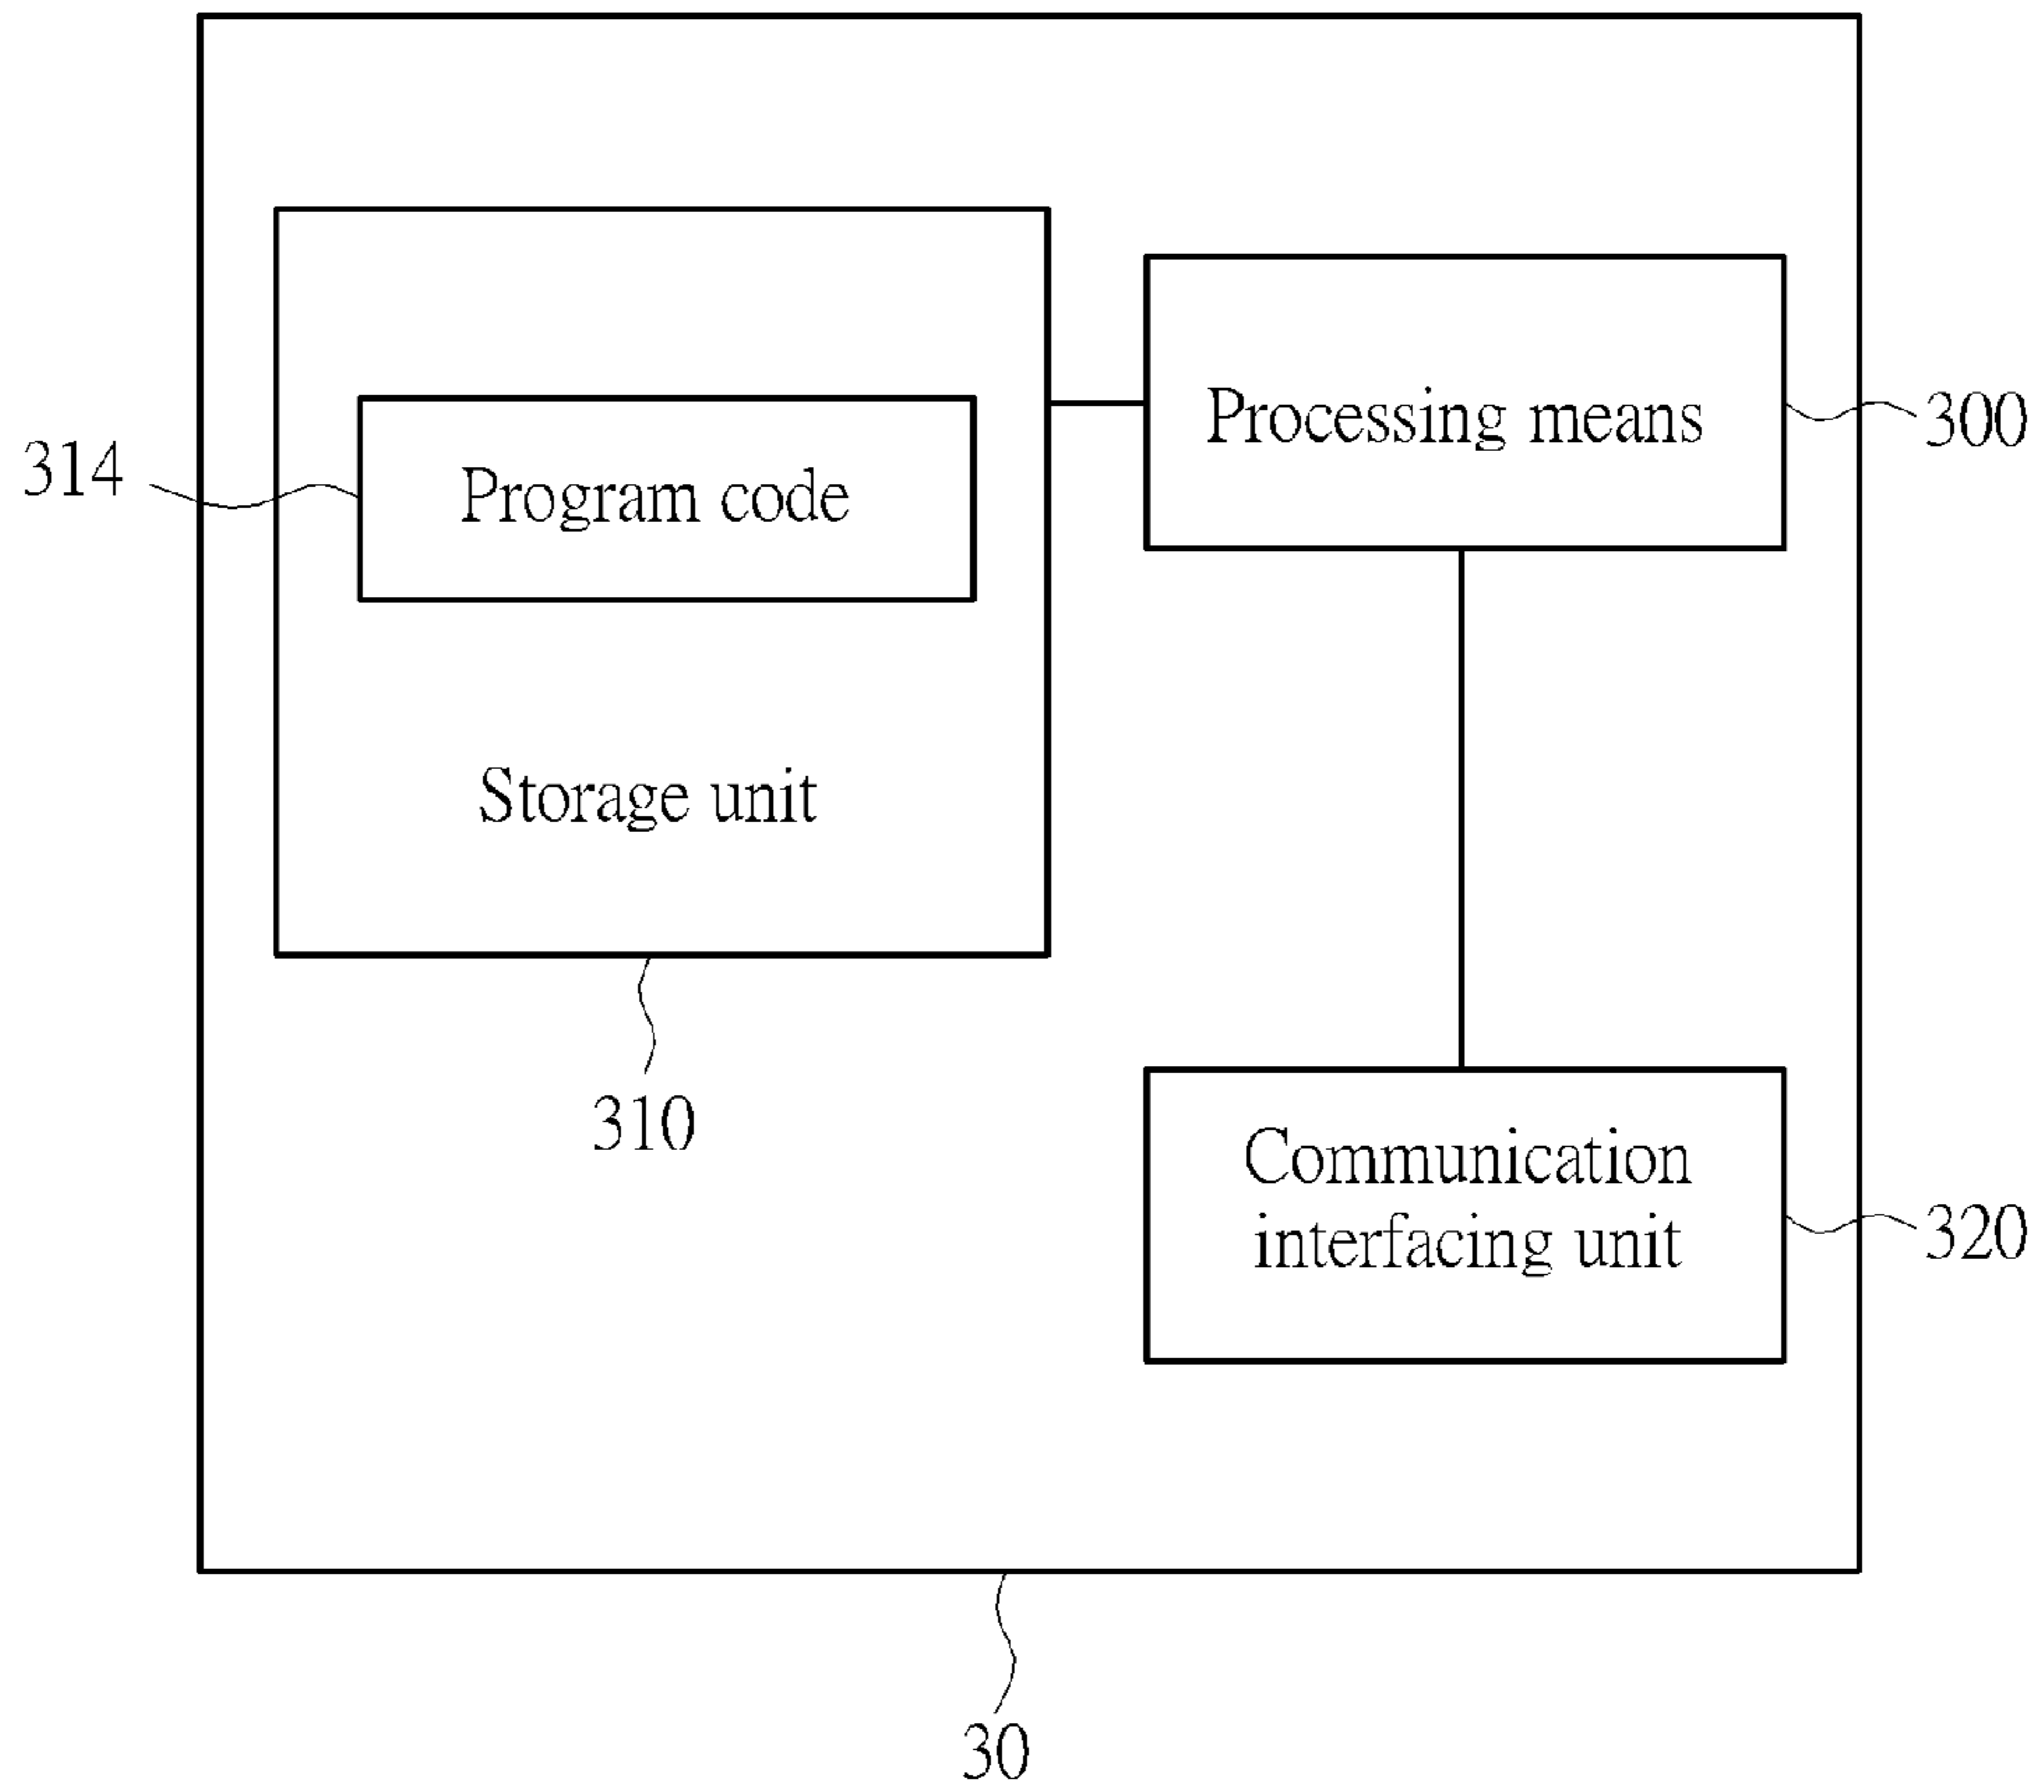 Processing means
300
314
Program code
Storage unit
310
Communication
interfacing unit
320
30